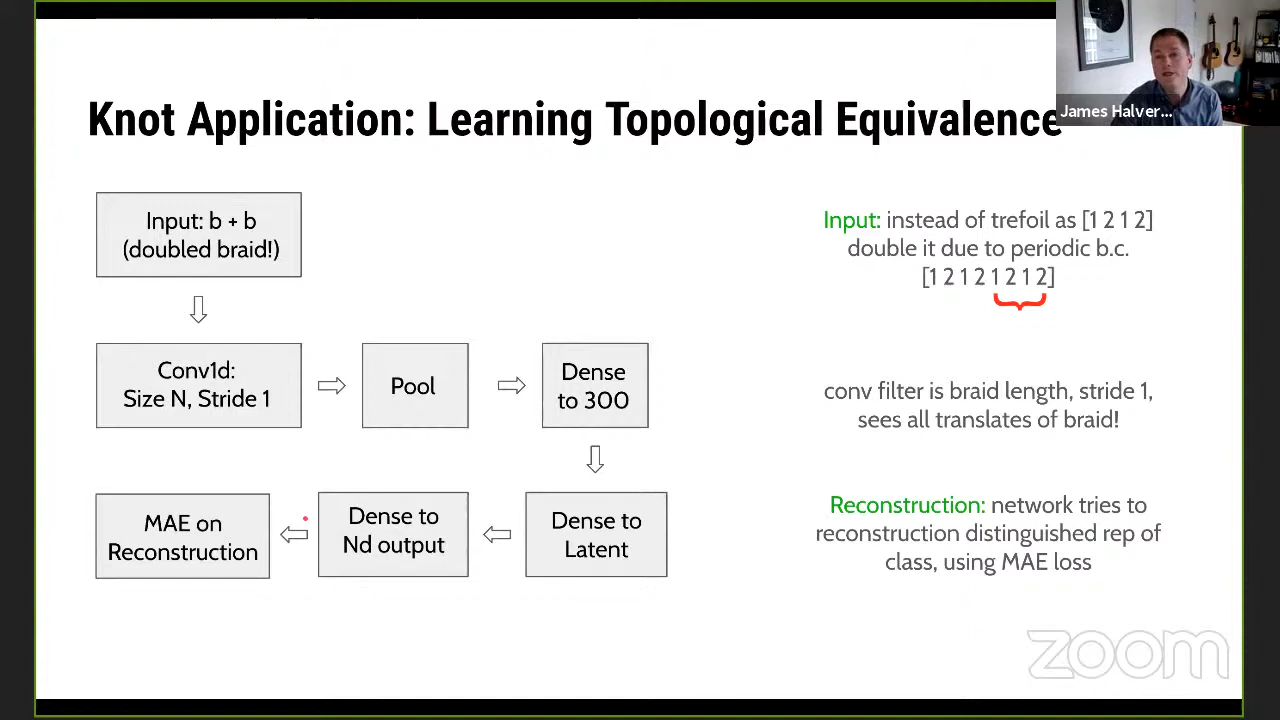 Knot Application: Learning Topological Equivalence
James Halver...
Input: b + b
(doubled braid!)
Conv1d:
Size N, Stride 1
Pool
Dense
to 300
MAE on
Reconstruction
Dense to
Nd output
Dense to
Latent
Input: instead of trefoil as [1 2 1 2]
double it due to periodic b.c.
[1 2 1 2 1 2 1 2]
conv filter is braid length, stride 1,
sees all translates of braid!
Reconstruction: network tries to
reconstruction distinguished rep of
class, using MAE loss
zoom